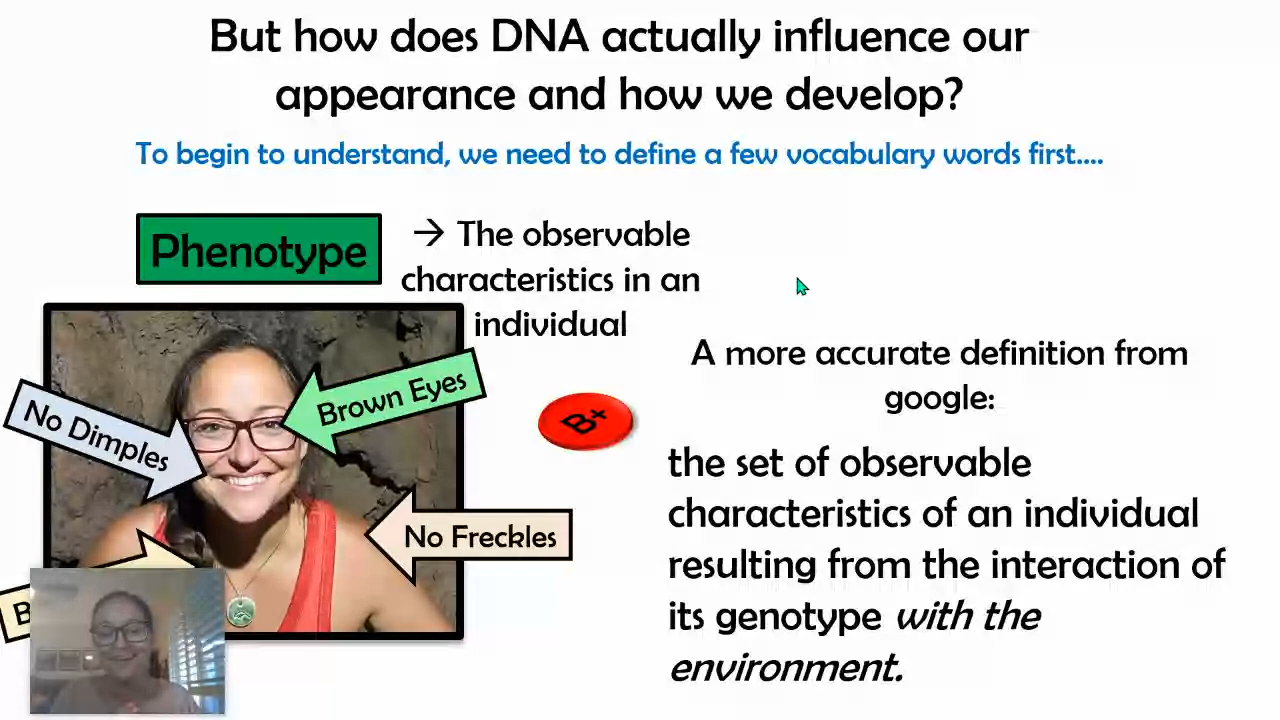 But how does DNA actually influence our
appearance and how we develop?
To begin to understand, we need to define a few vocabulary words first....
Phenotype
→ The observable
characteristics in an
individual
Brown Eyes
No Dimples
No Freckles
B
B+
A more accurate definition from
google:
the set of observable
characteristics of an individual
resulting from the interaction of
its genotype with the
environment.